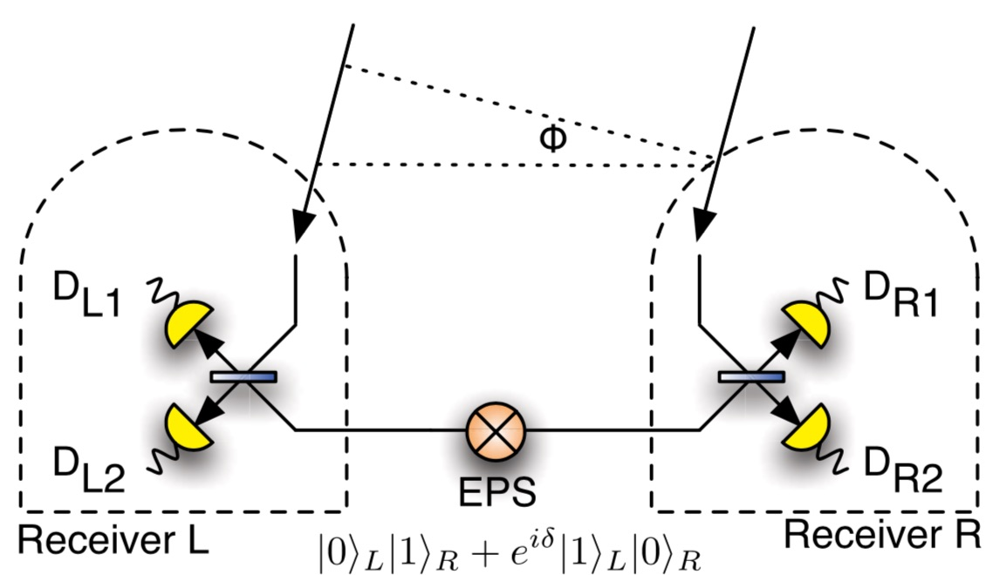 Φ
D_{L1}
D_{R1}
D_{L2}
D_{R2}
EPS
Receiver L
Receiver R
|0⟩_L|1⟩_R + e^{iδ}|1⟩_L|0⟩_R